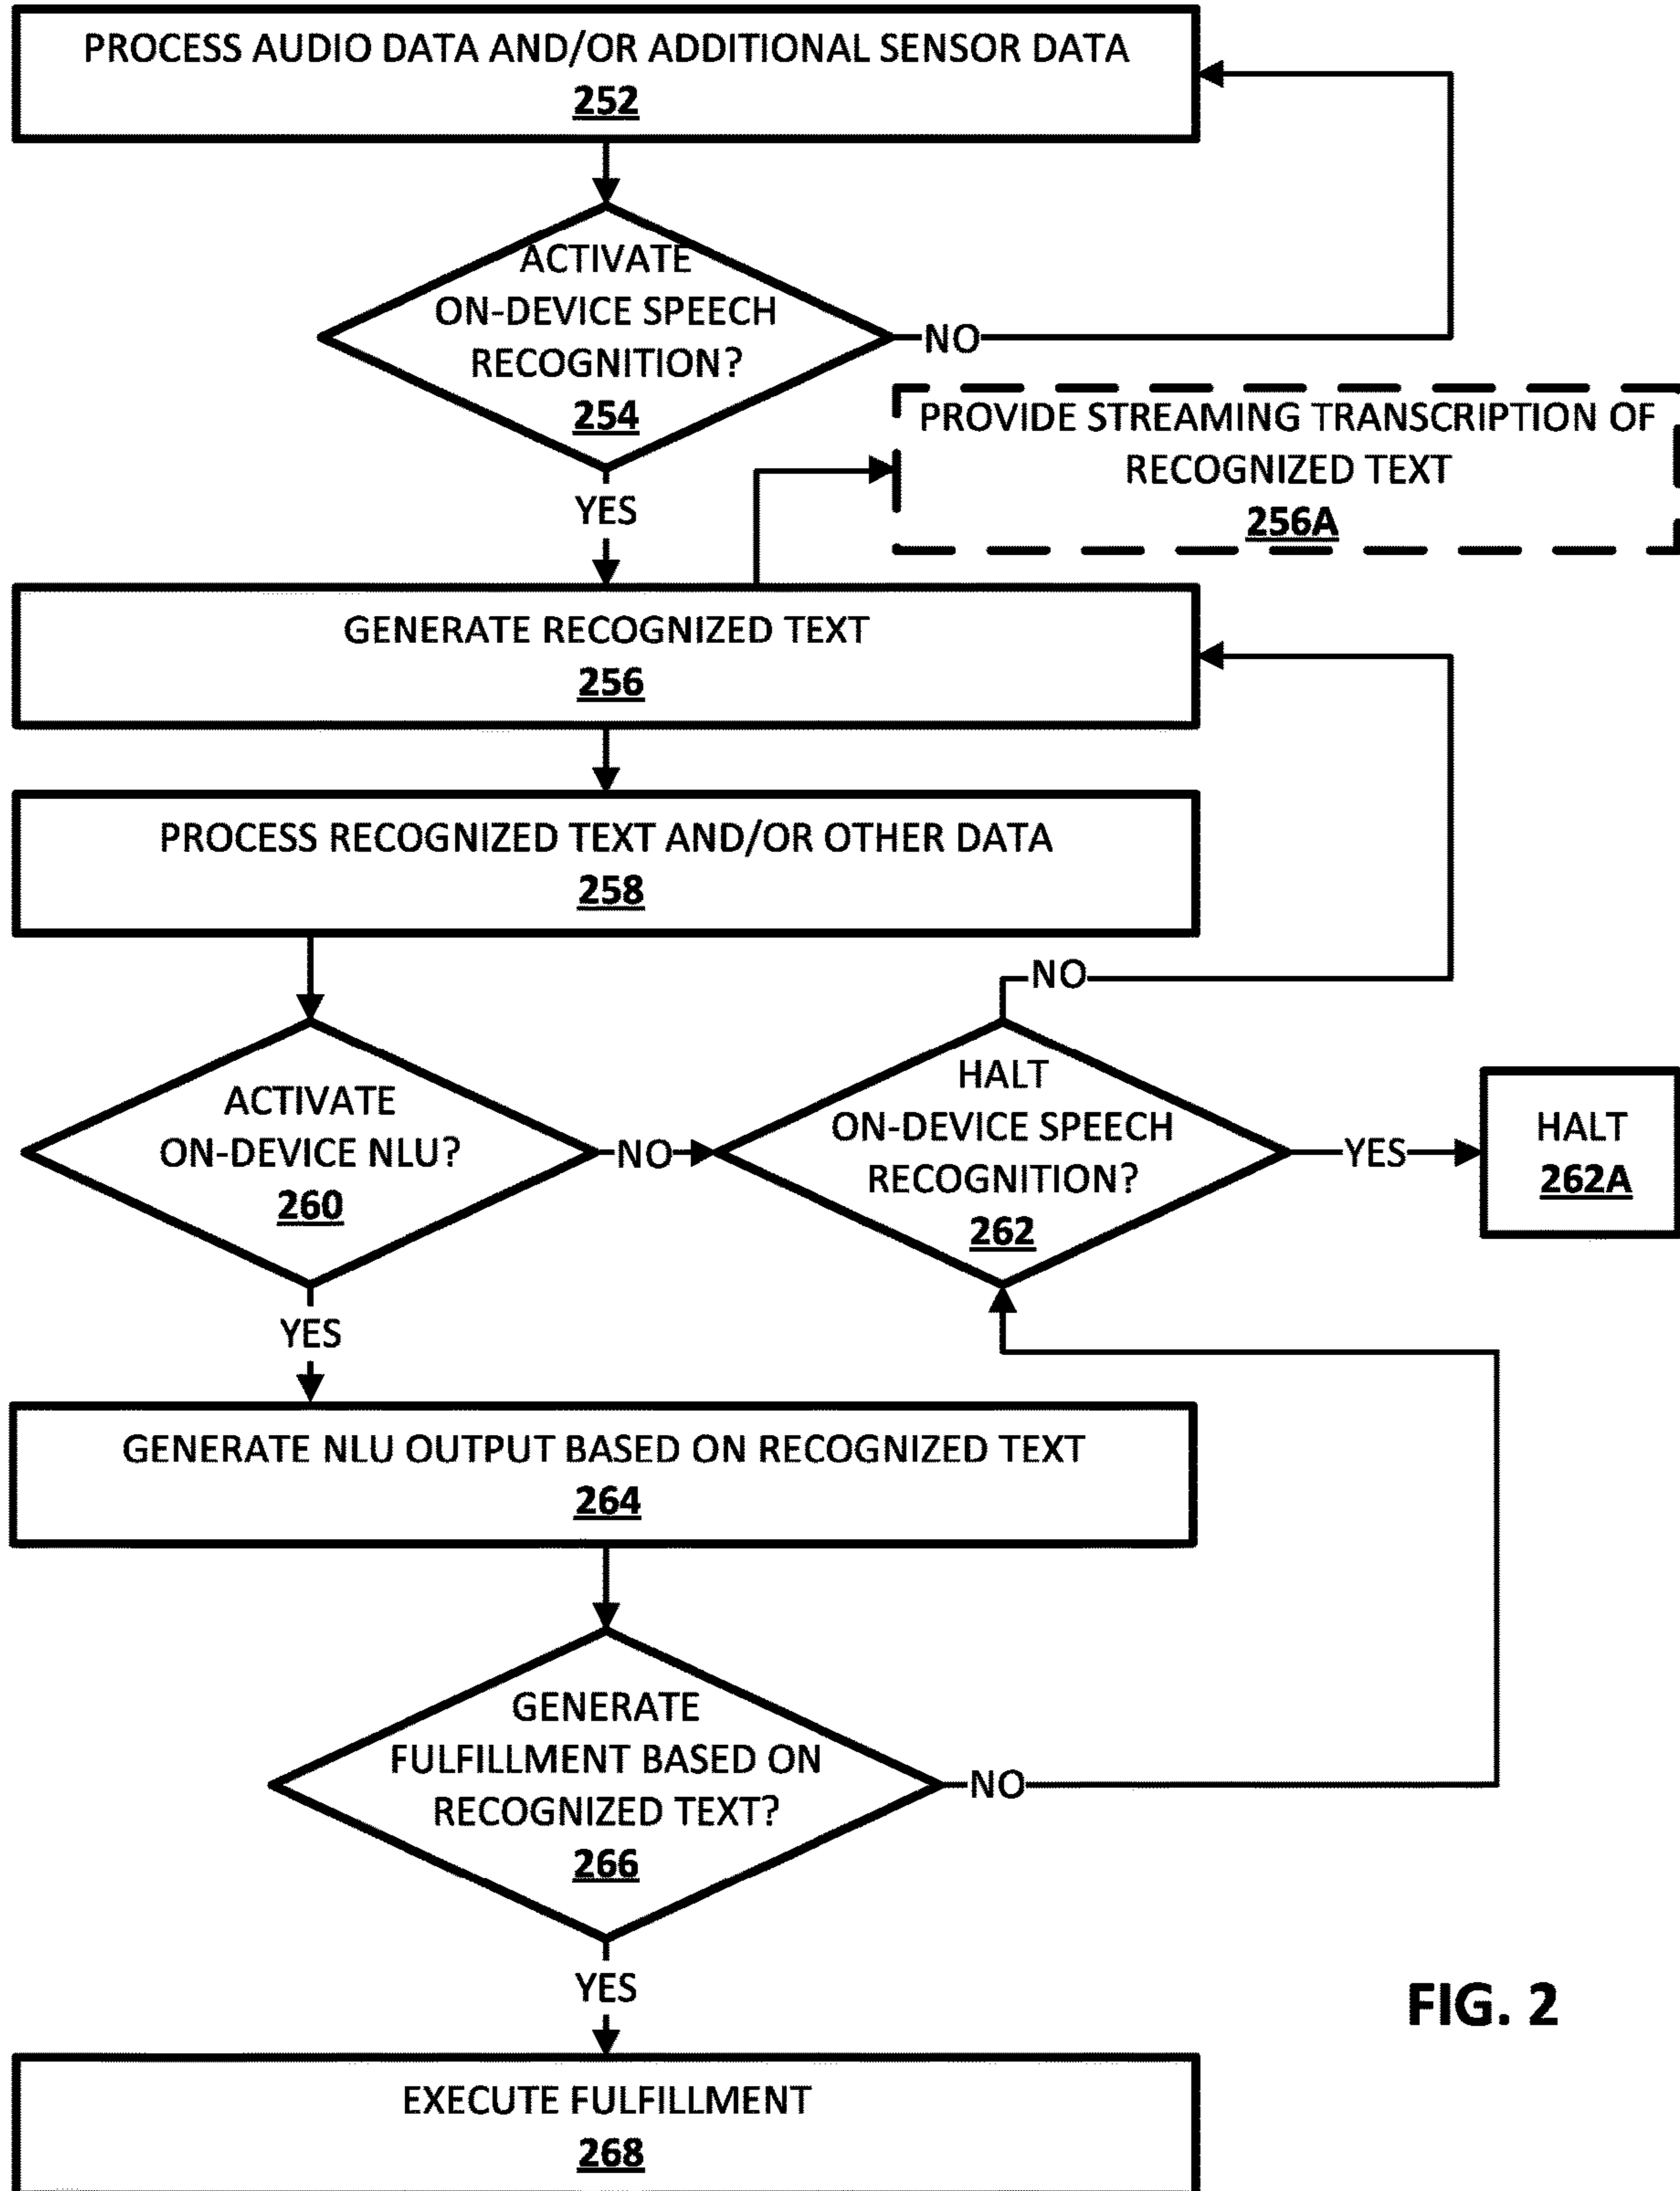 PROCESS AUDIO DATA AND/OR ADDITIONAL SENSOR DATA
252
ACTIVATE
ON-DEVICE SPEECH
RECOGNITION?
254
NO
YES
PROVIDE STREAMING TRANSCRIPTION OF
RECOGNIZED TEXT
256A
GENERATE RECOGNIZED TEXT
256
PROCESS RECOGNIZED TEXT AND/OR OTHER DATA
258
ACTIVATE
ON-DEVICE NLU?
260
NO
HALT
ON-DEVICE SPEECH
RECOGNITION?
262
NO
YES
HALT
262A
YES
GENERATE NLU OUTPUT BASED ON RECOGNIZED TEXT
264
GENERATE
FULFILLMENT BASED ON
RECOGNIZED TEXT?
266
NO
YES
EXECUTE FULFILLMENT
268
FIG. 2